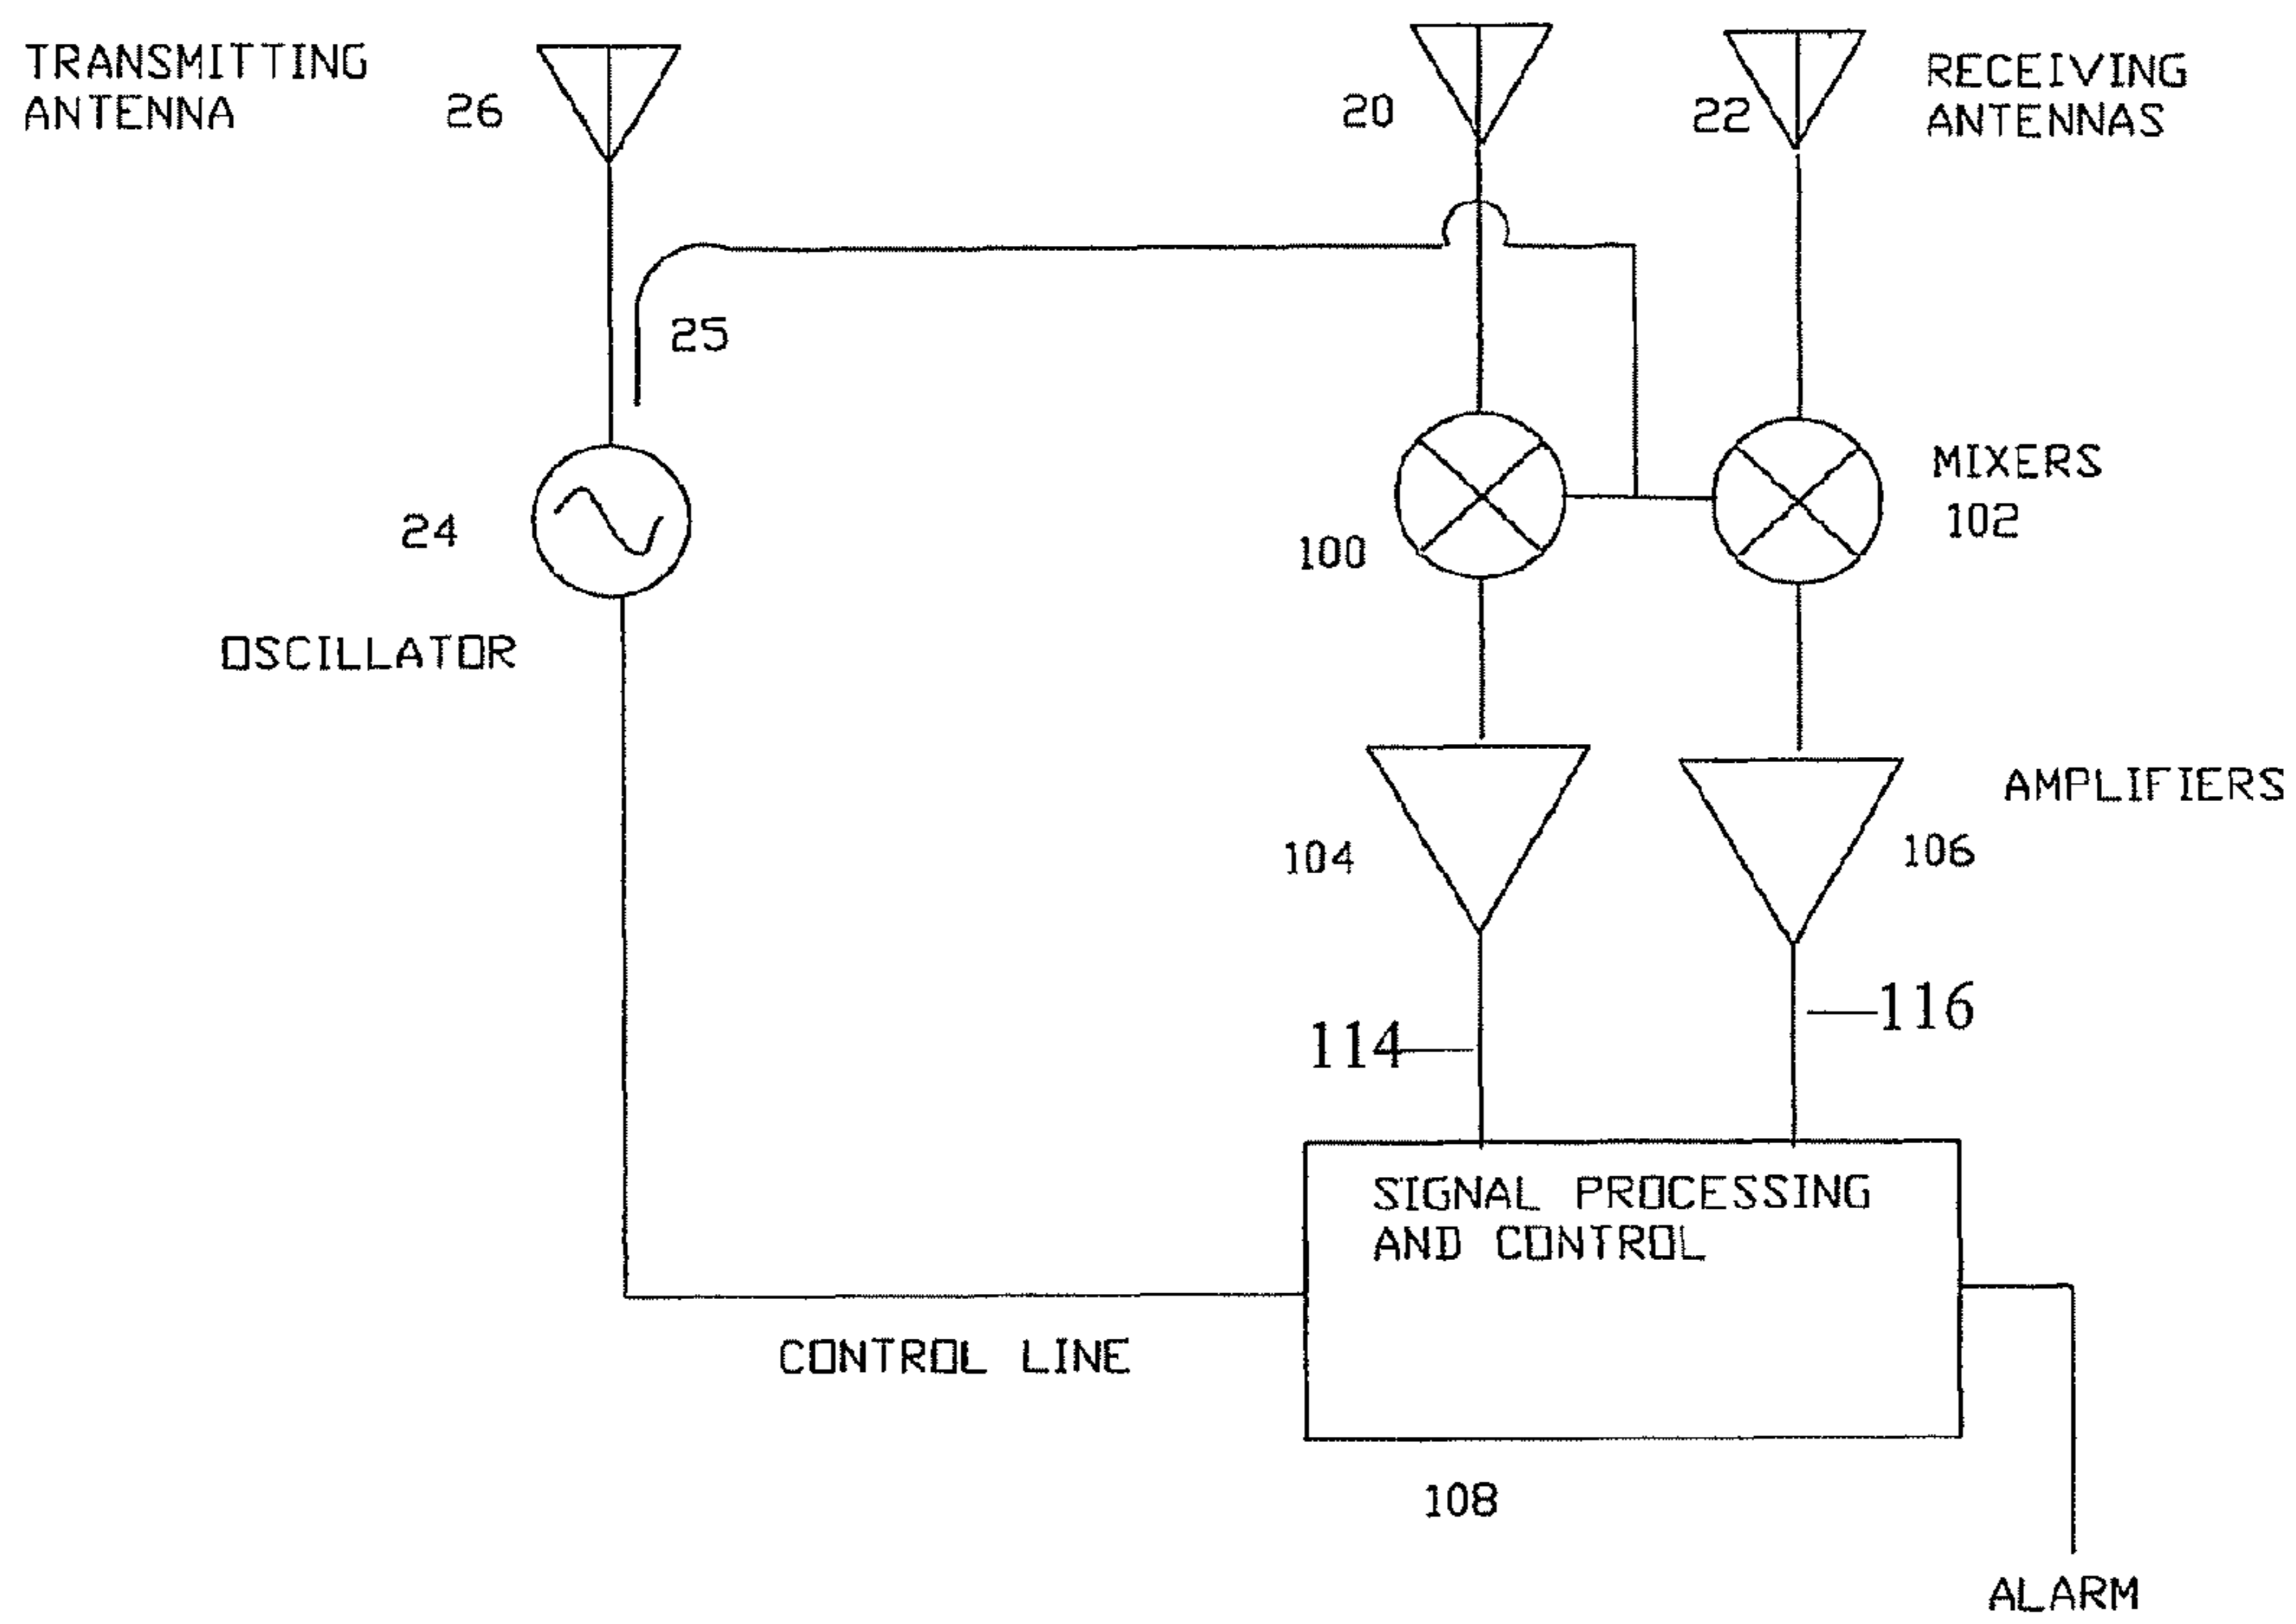 TRANSMITTING
ANTENNA
26
20
22
RECEIVING
ANTENNAS
25
24
OSCILLATOR
100
MIXERS
102
104
AMPLIFIERS
106
114
116
SIGNAL PROCESSING
AND CONTROL
CONTROL LINE
108
ALARM